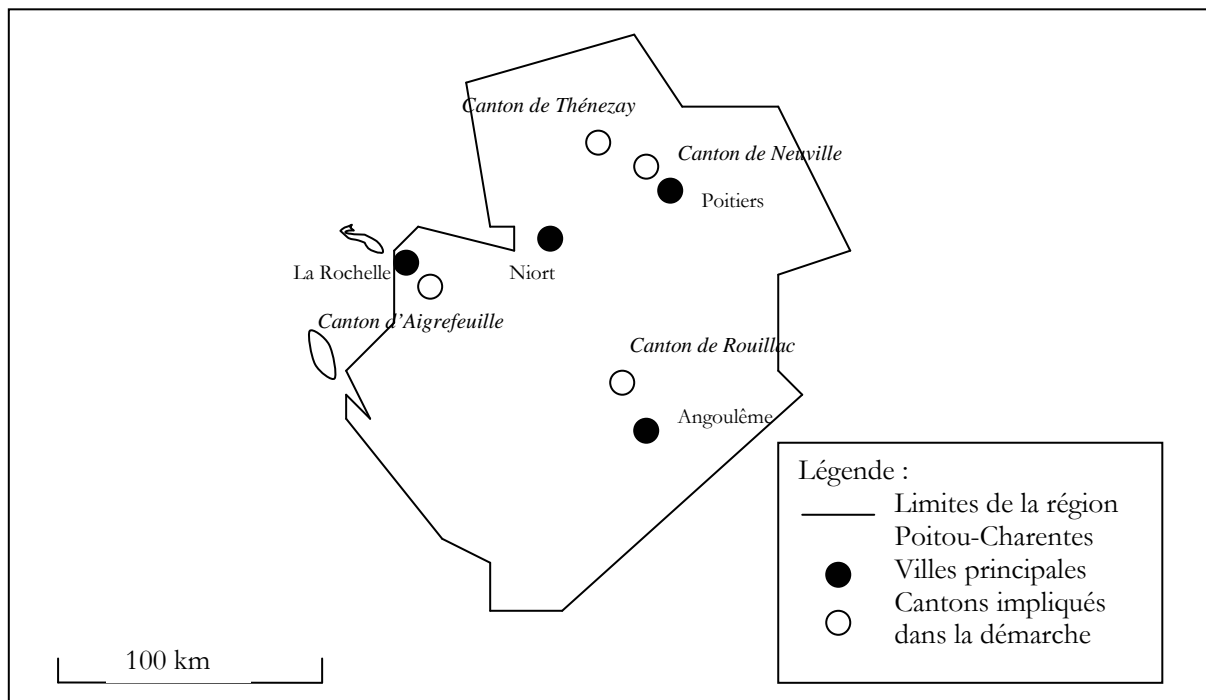 Canton de Thénezay
Canton de Neuville
Poitiers
La Rochelle
Niort
Canton d'Aigrefeuille
Canton de Rouillac
Angoulême
Légende :
Limites de la région
Poitou-Charentes
Villes principales
Cantons impliqués
dans la démarche
100 km